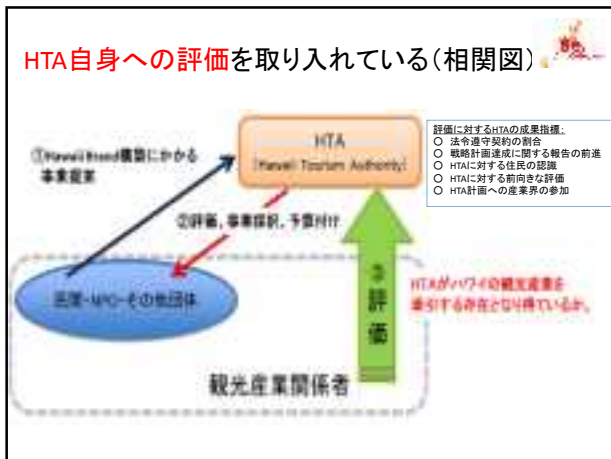 HTA自身への評価を取り入れている(相関図)
評価に対するHTAの成果指標:
○ 法令遵守契約の割合
○ 戦略計画達成に関する報告の前進
○ HTAに対する住民の認識
○ HTAに対する前向きな評価
○ HTA計画への産業界の参加
HTA
(Hawaii Tourism Authority)
①Hawaii Brand構築にかかる
事業提案
②評価、事業採択、予算付け
民間・NPO・その他団体
③評価
HTAがハワイの観光産業を
牽引する存在となり得ているか。
観光産業関係者